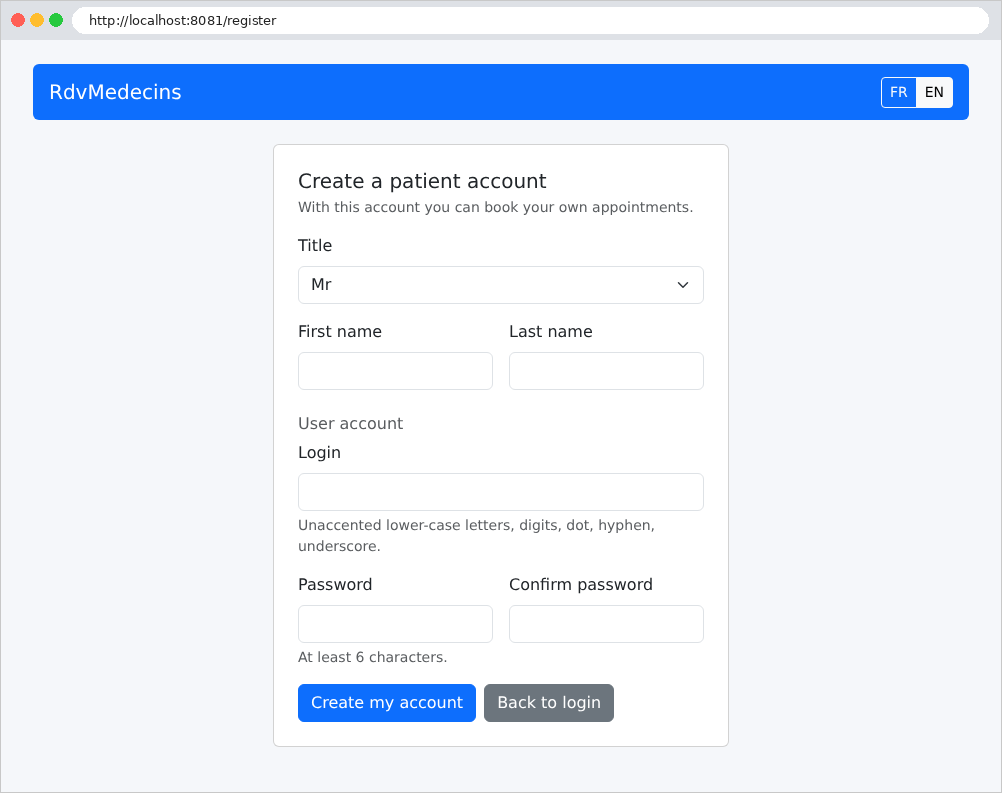 http://localhost:8081/register
RdvMedecins
FR EN
Create a patient account
With this account you can book your own appointments.
Title
Mr
First name Last name
User account
Login
Unaccented lower-case letters, digits, dot, hyphen,
underscore.
Password Confirm password
At least 6 characters.
Create my account Back to login